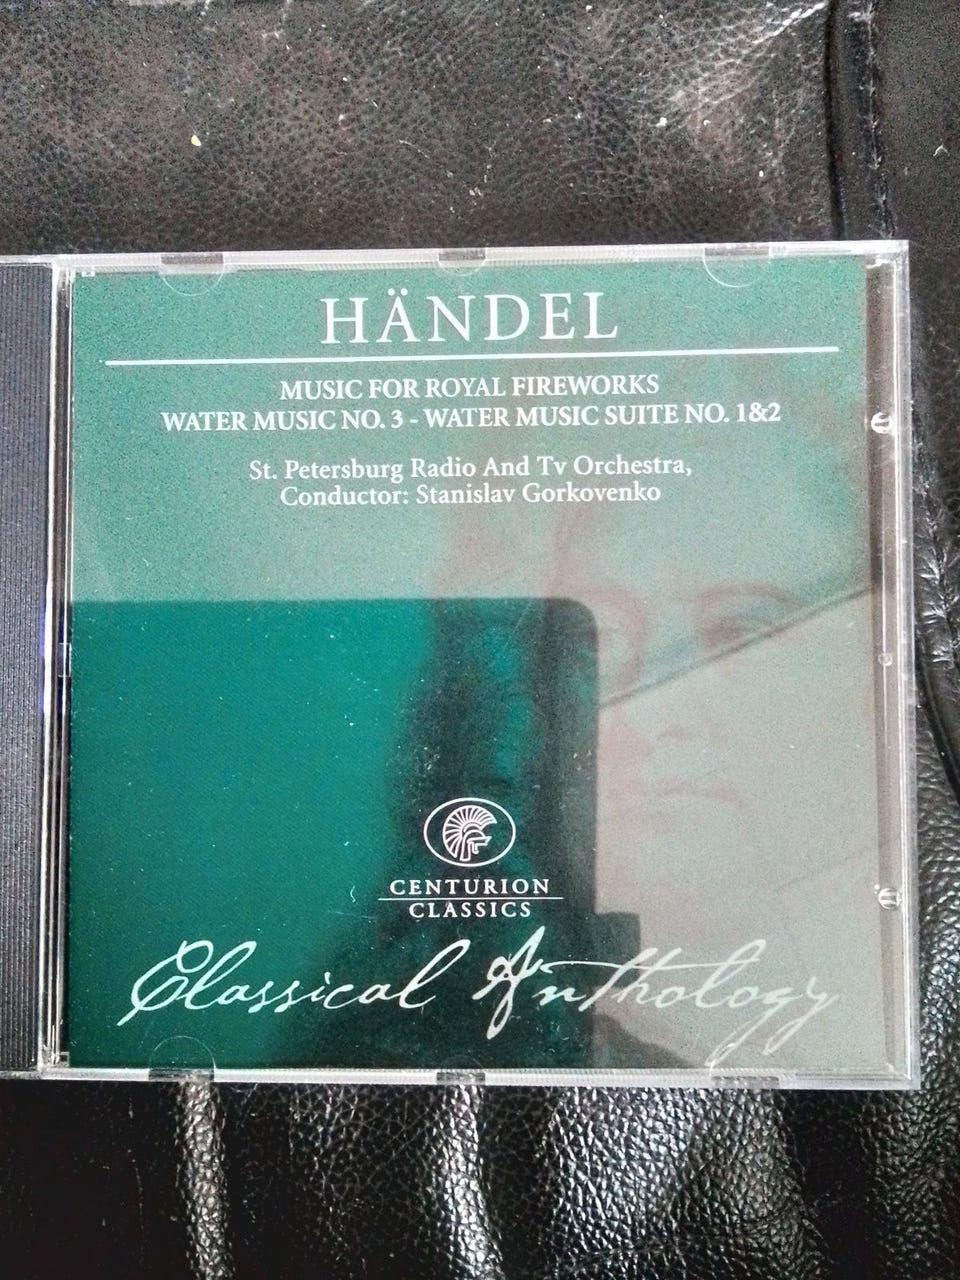 HÄNDEL
MUSIC FOR ROYAL FIREWORKS
WATER MUSIC NO. 3 - WATER MUSIC SUITE NO. 1&2
St. Petersburg Radio And Tv Orchestra,
Conductor: Stanislav Gorkovenko
CENTURION
CLASSICS
Classical Anthology